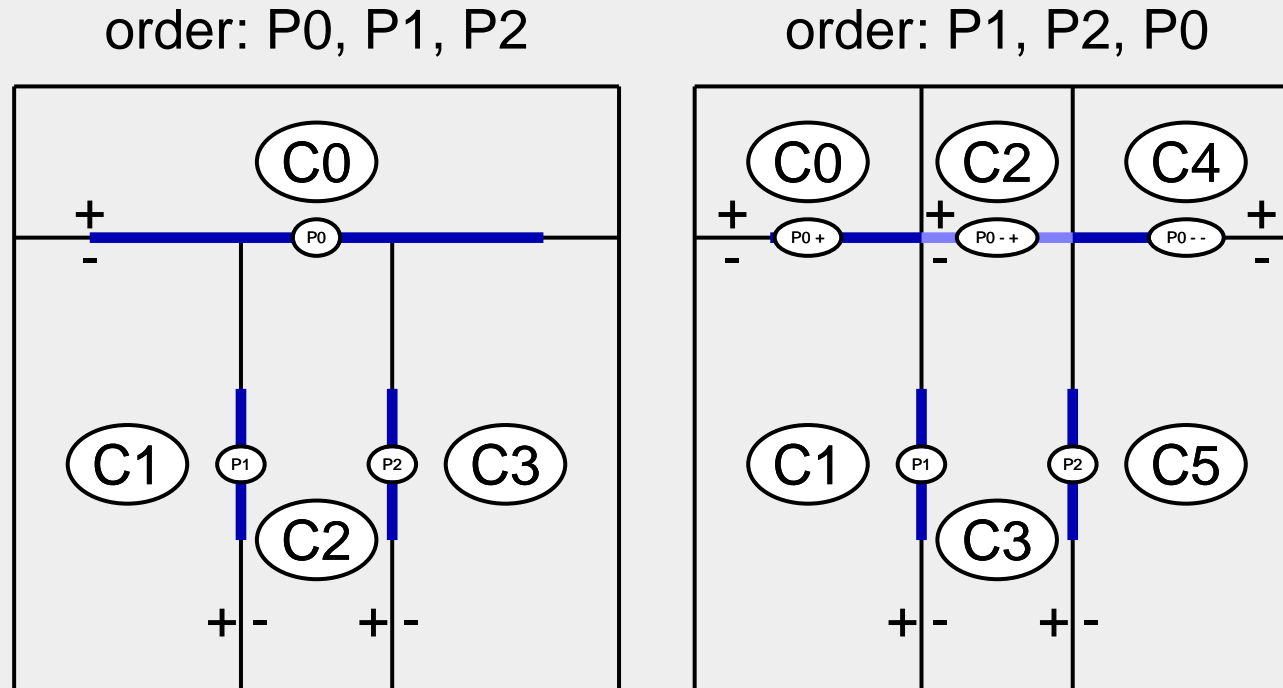 order: P0, P1, P2
order: P1, P2, P0
C0
C0
C2
C4
+
+
+
+
P0
P0 +
P0 - +
P0 - -
-
-
-
-
C1
P1
P2
C3
C1
P1
P2
C5
C2
C3
+ -
+ -
+ -
+ -